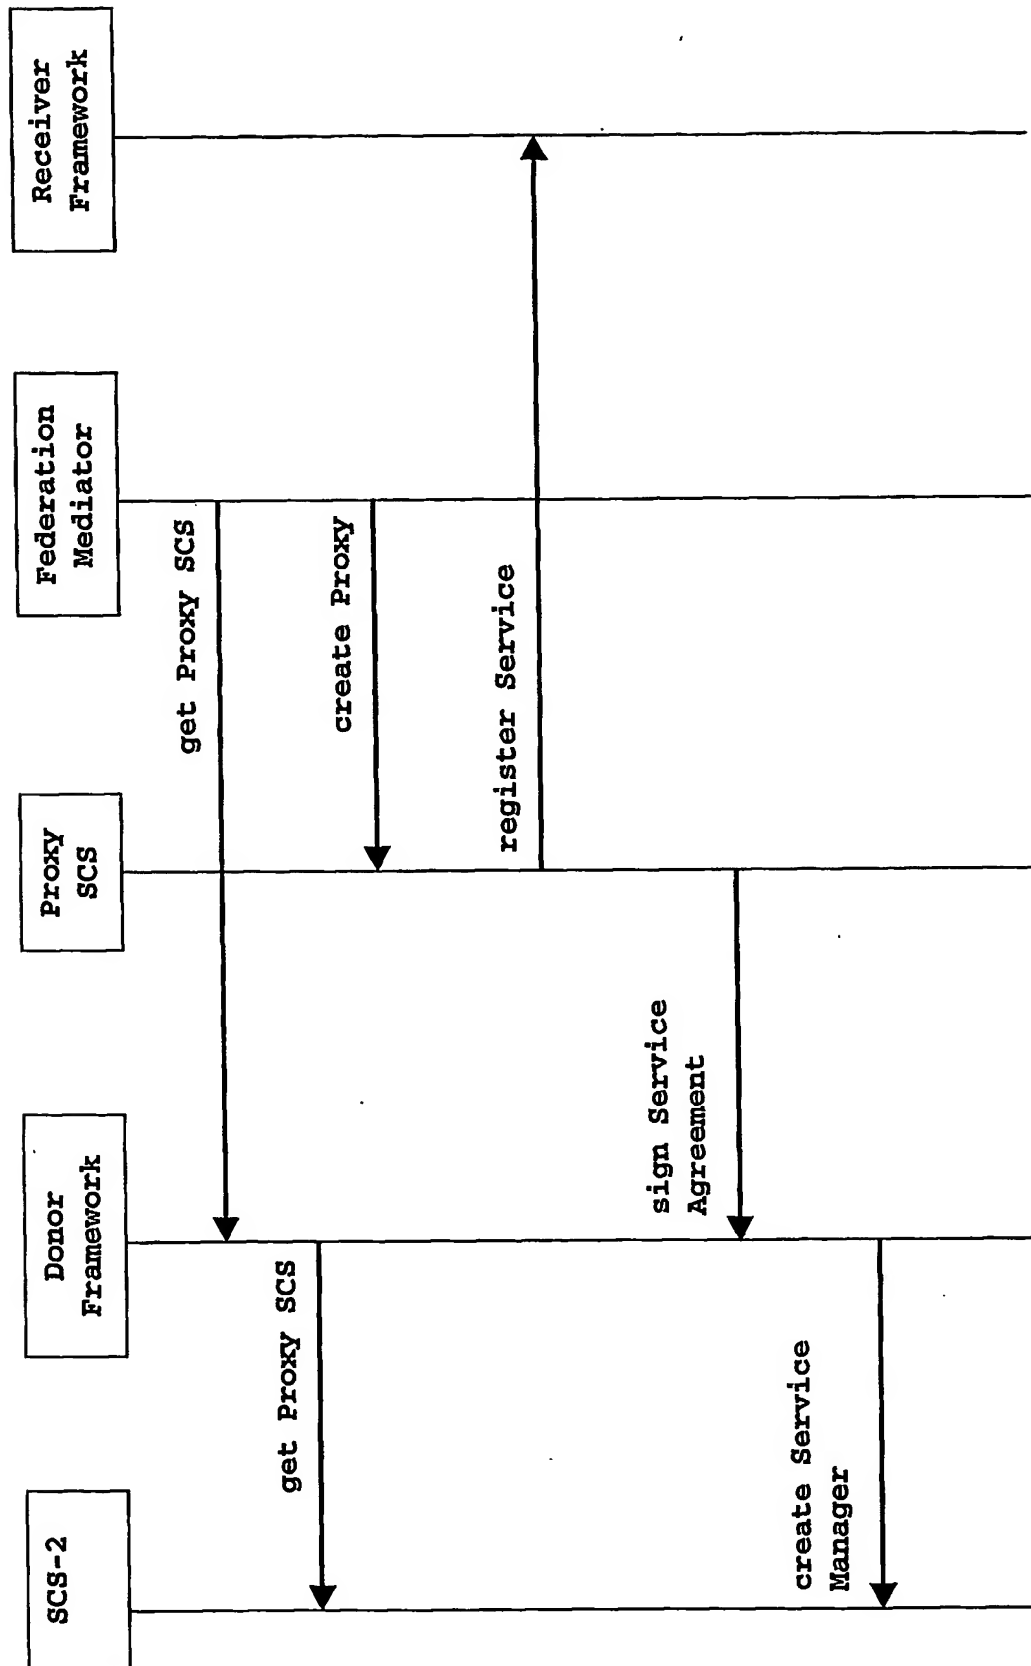 SCS-2
Donor
Framework
Proxy
SCS
Federation
Mediator
Receiver
Framework
get Proxy SCS
get Proxy SCS
create Proxy
register Service
sign Service
Agreement
create Service
Manager